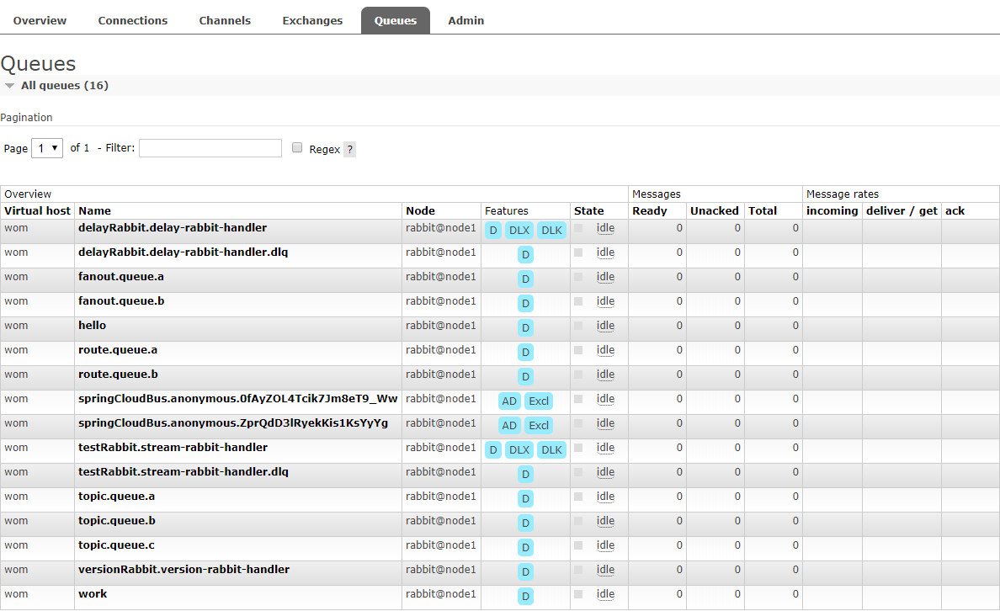 Overview Connections Channels Exchanges Queues Admin
Queues
All queues (16)
Pagination
Page 1 of 1 - Filter: Regex ?
Overview Messages Message rates
Virtual host Name Node Features State Ready Unacked Total incoming deliver / get ack
wom delayRabbit.delay-rabbit-handler rabbit@node1 D DLX DLK idle 0 0 0
wom delayRabbit.delay-rabbit-handler.dlq rabbit@node1 D idle 0 0 0
wom fanout.queue.a rabbit@node1 D idle 0 0 0
wom fanout.queue.b rabbit@node1 D idle 0 0 0
wom hello rabbit@node1 D idle 0 0 0
wom route.queue.a rabbit@node1 D idle 0 0 0
wom route.queue.b rabbit@node1 D idle 0 0 0
wom springCloudBus.anonymous.0fAyZOL4Tcik7Jm8eT9_Ww rabbit@node1 AD Excl idle 0 0 0
wom springCloudBus.anonymous.ZprQdD3lRyekKis1KsYyYg rabbit@node1 AD Excl idle 0 0 0
wom testRabbit.stream-rabbit-handler rabbit@node1 D DLX DLK idle 0 0 0
wom testRabbit.stream-rabbit-handler.dlq rabbit@node1 D idle 0 0 0
wom topic.queue.a rabbit@node1 D idle 0 0 0
wom topic.queue.b rabbit@node1 D idle 0 0 0
wom topic.queue.c rabbit@node1 D idle 0 0 0
wom versionRabbit.version-rabbit-handler rabbit@node1 D idle 0 0 0
wom work rabbit@node1 D idle 0 0 0